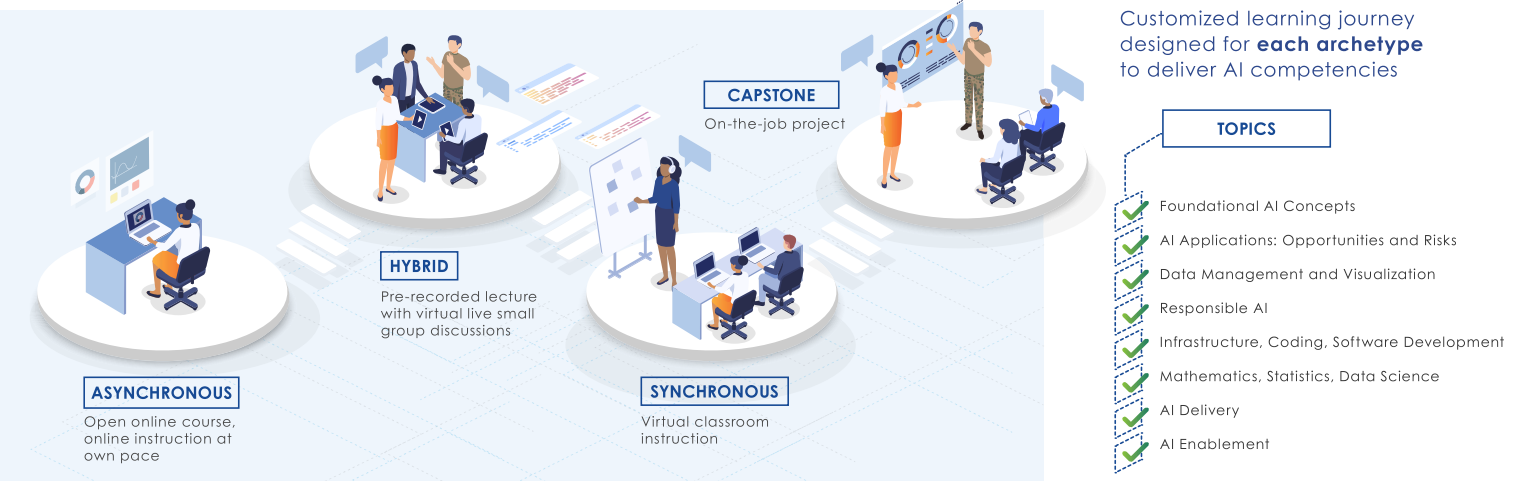 Customized learning journey
designed for each archetype
to deliver AI competencies
CAPSTONE
On-the-job project
TOPICS
Foundational AI Concepts
AI Applications: Opportunities and Risks
Data Management and Visualization
Responsible AI
Infrastructure, Coding, Software Development
Mathematics, Statistics, Data Science
AI Delivery
AI Enablement
HYBRID
Pre-recorded lecture
with virtual live small
group discussions
ASYNCHRONOUS
Open online course,
online instruction at
own pace
SYNCHRONOUS
Virtual classroom
instruction